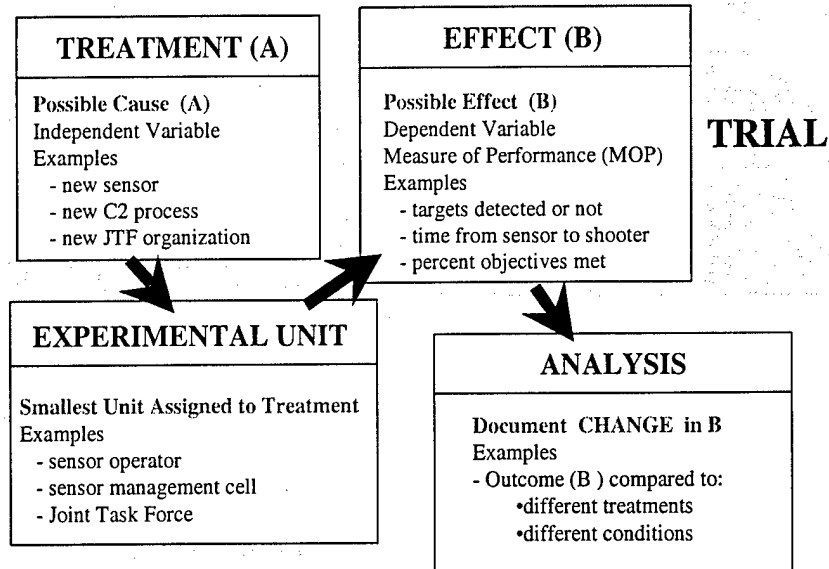 TREATMENT (A)
Possible Cause (A)
Independent Variable
Examples
- new sensor
- new C2 process
- new JTF organization
EFFECT (B)
Possible Effect (B)
Dependent Variable
Measure of Performance (MOP)
Examples
- targets detected or not
- time from sensor to shooter
- percent objectives met
TRIAL
EXPERIMENTAL UNIT
Smallest Unit Assigned to Treatment
Examples
- sensor operator
- sensor management cell
- Joint Task Force
ANALYSIS
Document CHANGE in B
Examples
- Outcome (B ) compared to:
•different treatments
•different conditions